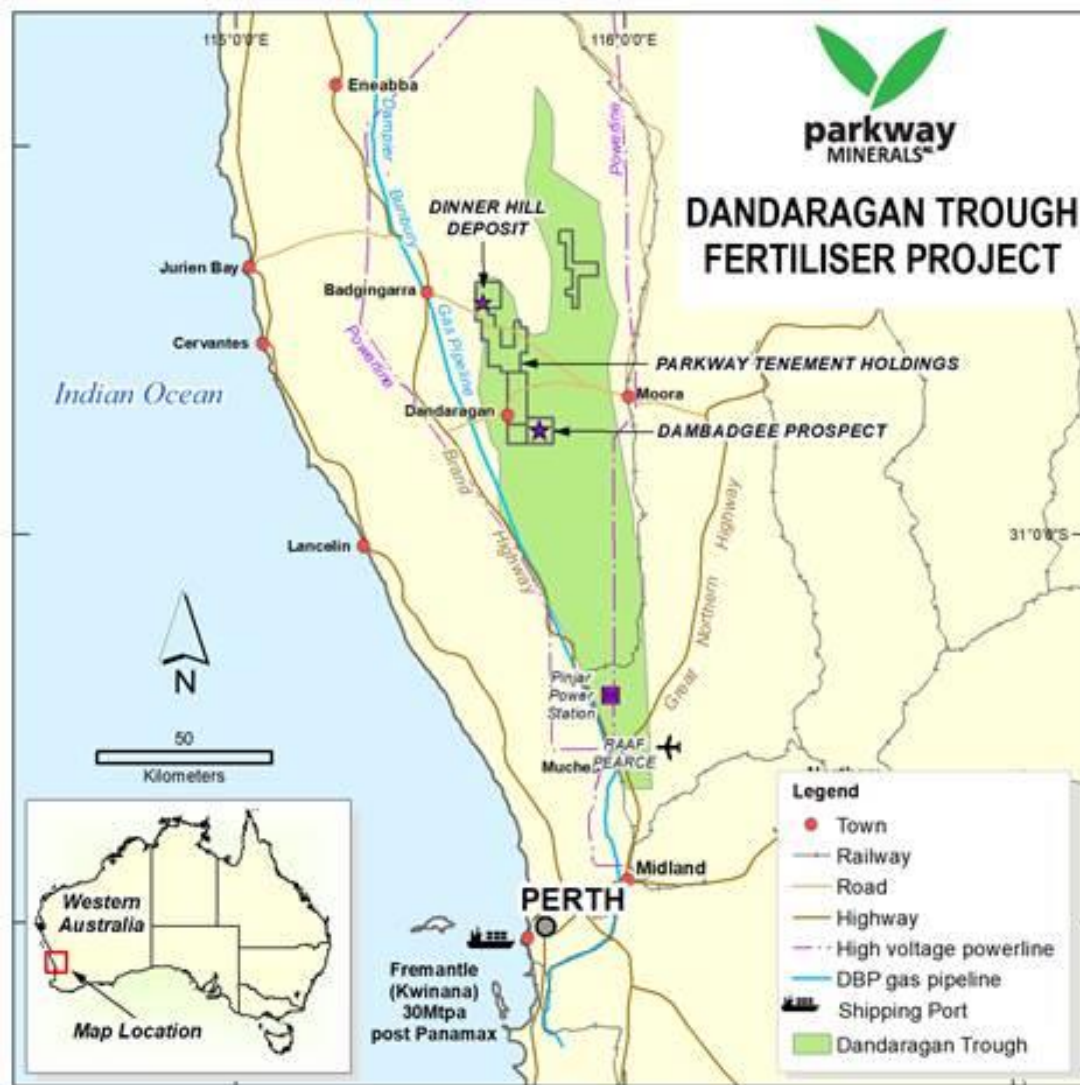 115°0'0"E
116°0'0"E
parkway
MINERALS
DANDARAGAN TROUGH
FERTILISER PROJECT
Eneabba
Dampier - Bunbury
Gas Pipeline
Powerline
DINNER HILL
DEPOSIT
Jurien Bay
Badgingarra
Cervantes
Powerline
PARKWAY TENEMENT HOLDINGS
Indian Ocean
Moora
Dandaragan
DAMBADGEE PROSPECT
Brand
Highway
Great Northern Highway
31°0'0"S
Lancelin
N
Pinjar
Power
Station
50
Kilometers
RAAF
PEARCE
Muche
Midland
PERTH
Fremantle
(Kwinana)
30Mtpa
post Panamax
Western
Australia
Map Location
Legend
Town
Railway
Road
Highway
High voltage powerline
DBP gas pipeline
Shipping Port
Dandaragan Trough